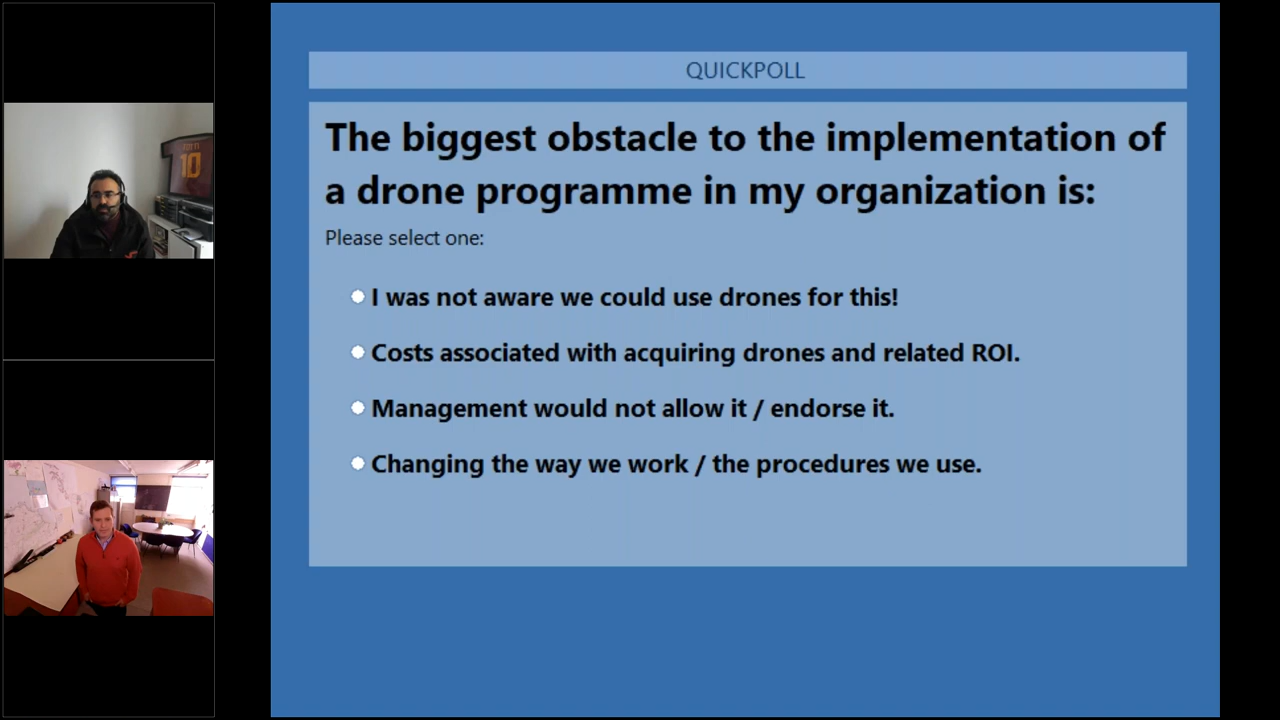 QUICKPOLL
The biggest obstacle to the implementation of
a drone programme in my organization is:
Please select one:
I was not aware we could use drones for this!
Costs associated with acquiring drones and related ROI.
Management would not allow it / endorse it.
Changing the way we work / the procedures we use.
TOTTI
10